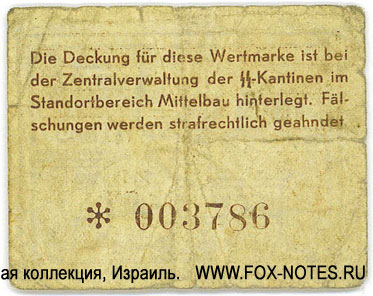 Die Deckung für diese Wertmarke ist bei
der Zentralverwaltung der ᛋᛋ-Kantinen im
Standortbereich Mittelbau hinterlegt. Fäl-
schungen werden strafrechtlich geahndet
* 003786
ая коллекция, Израиль. WWW.FOX-NOTES.RU